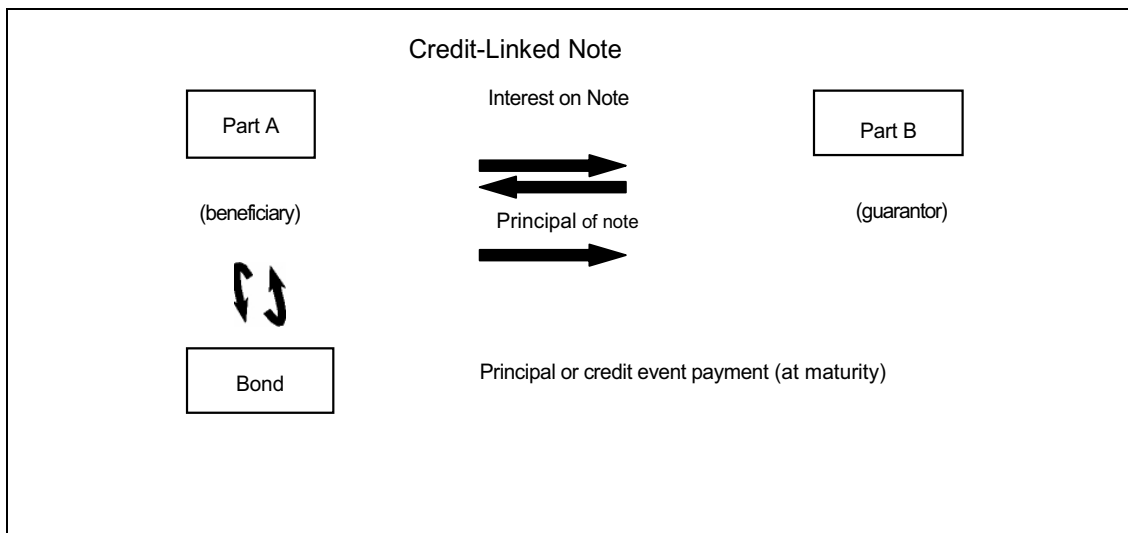 Credit-Linked Note
Interest on Note
Part A
Part B
(beneficiary)
(guarantor)
Principal of note
Bond
Principal or credit event payment (at maturity)